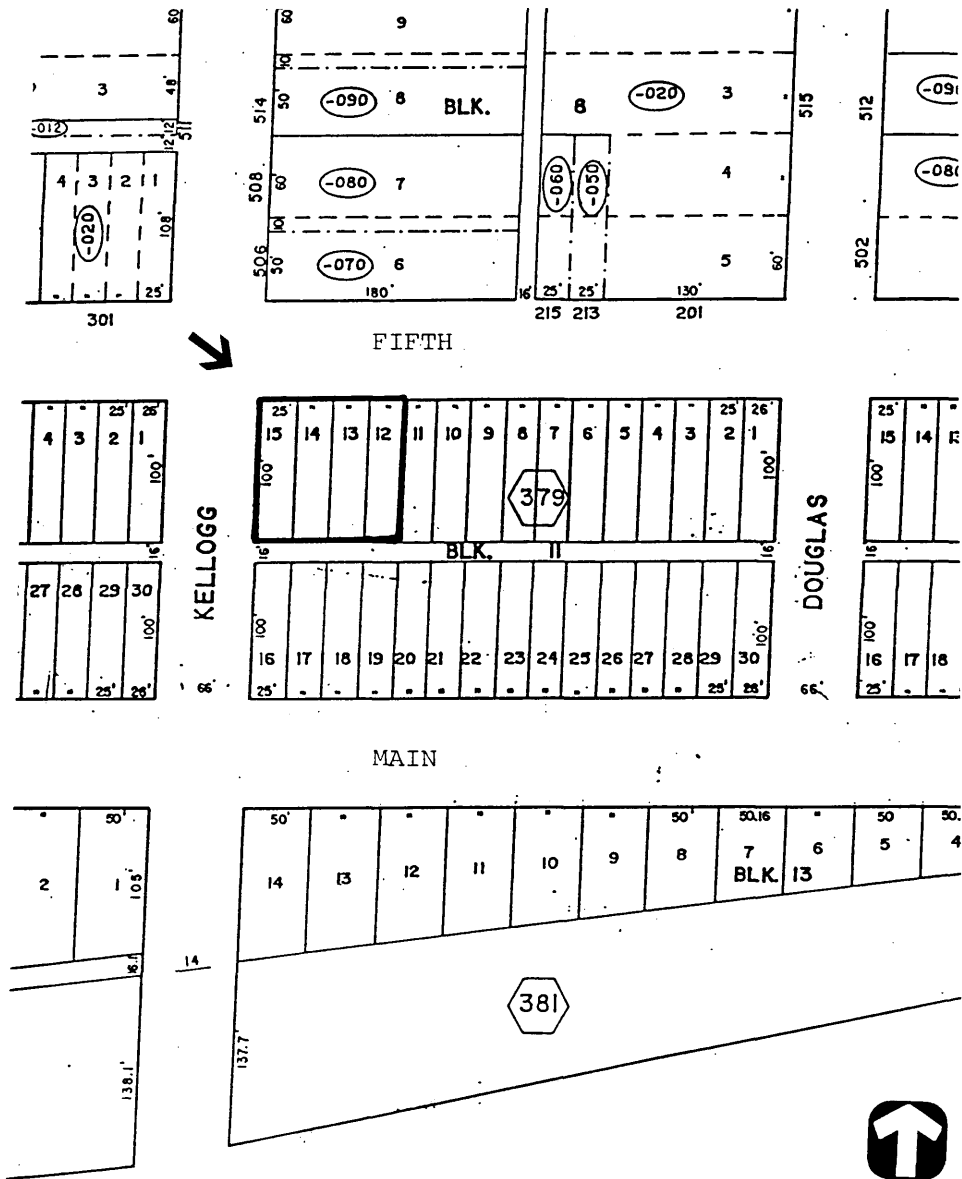 60 60 9
3 48' 10 -090 8 BLK. 8 -020 3 515 512 -09
514 50'
-012 12' 12' 511
4 3 2 1 508 60 -080 7 -060 -050 4 -08
-020 108' 10
506 50' -070 6 5 60' 502
25' 180' 16' 25' 25' 130'
301 215 213 201
FIFTH
" " 25' 26' 25' " " " " " " " " " " " " 25' 26' 25' " "
4 3 2 1 15 14 13 12 11 10 9 8 7 6 5 4 3 2 1 15 14 13
100' 100' 379 100' 100'
KELLOGG DOUGLAS
16' 16' BLK. 11 16' 16'
27 28 29 30
100' 100' 100' 100'
16 17 18 19 20 21 22 23 24 25 26 27 28 29 30 16 17 18
" " 25' 26' 66' 25' " " " " " " " " " " " " 25' 26' 66' 25' " "
MAIN
" 50' 50' " " " " " 50' 50.16 " 50 50.
2 1 14 13 12 11 10 9 8 7 6 5 4
105' BLK. 13
16.1' 14
381
137.7'
138.1'